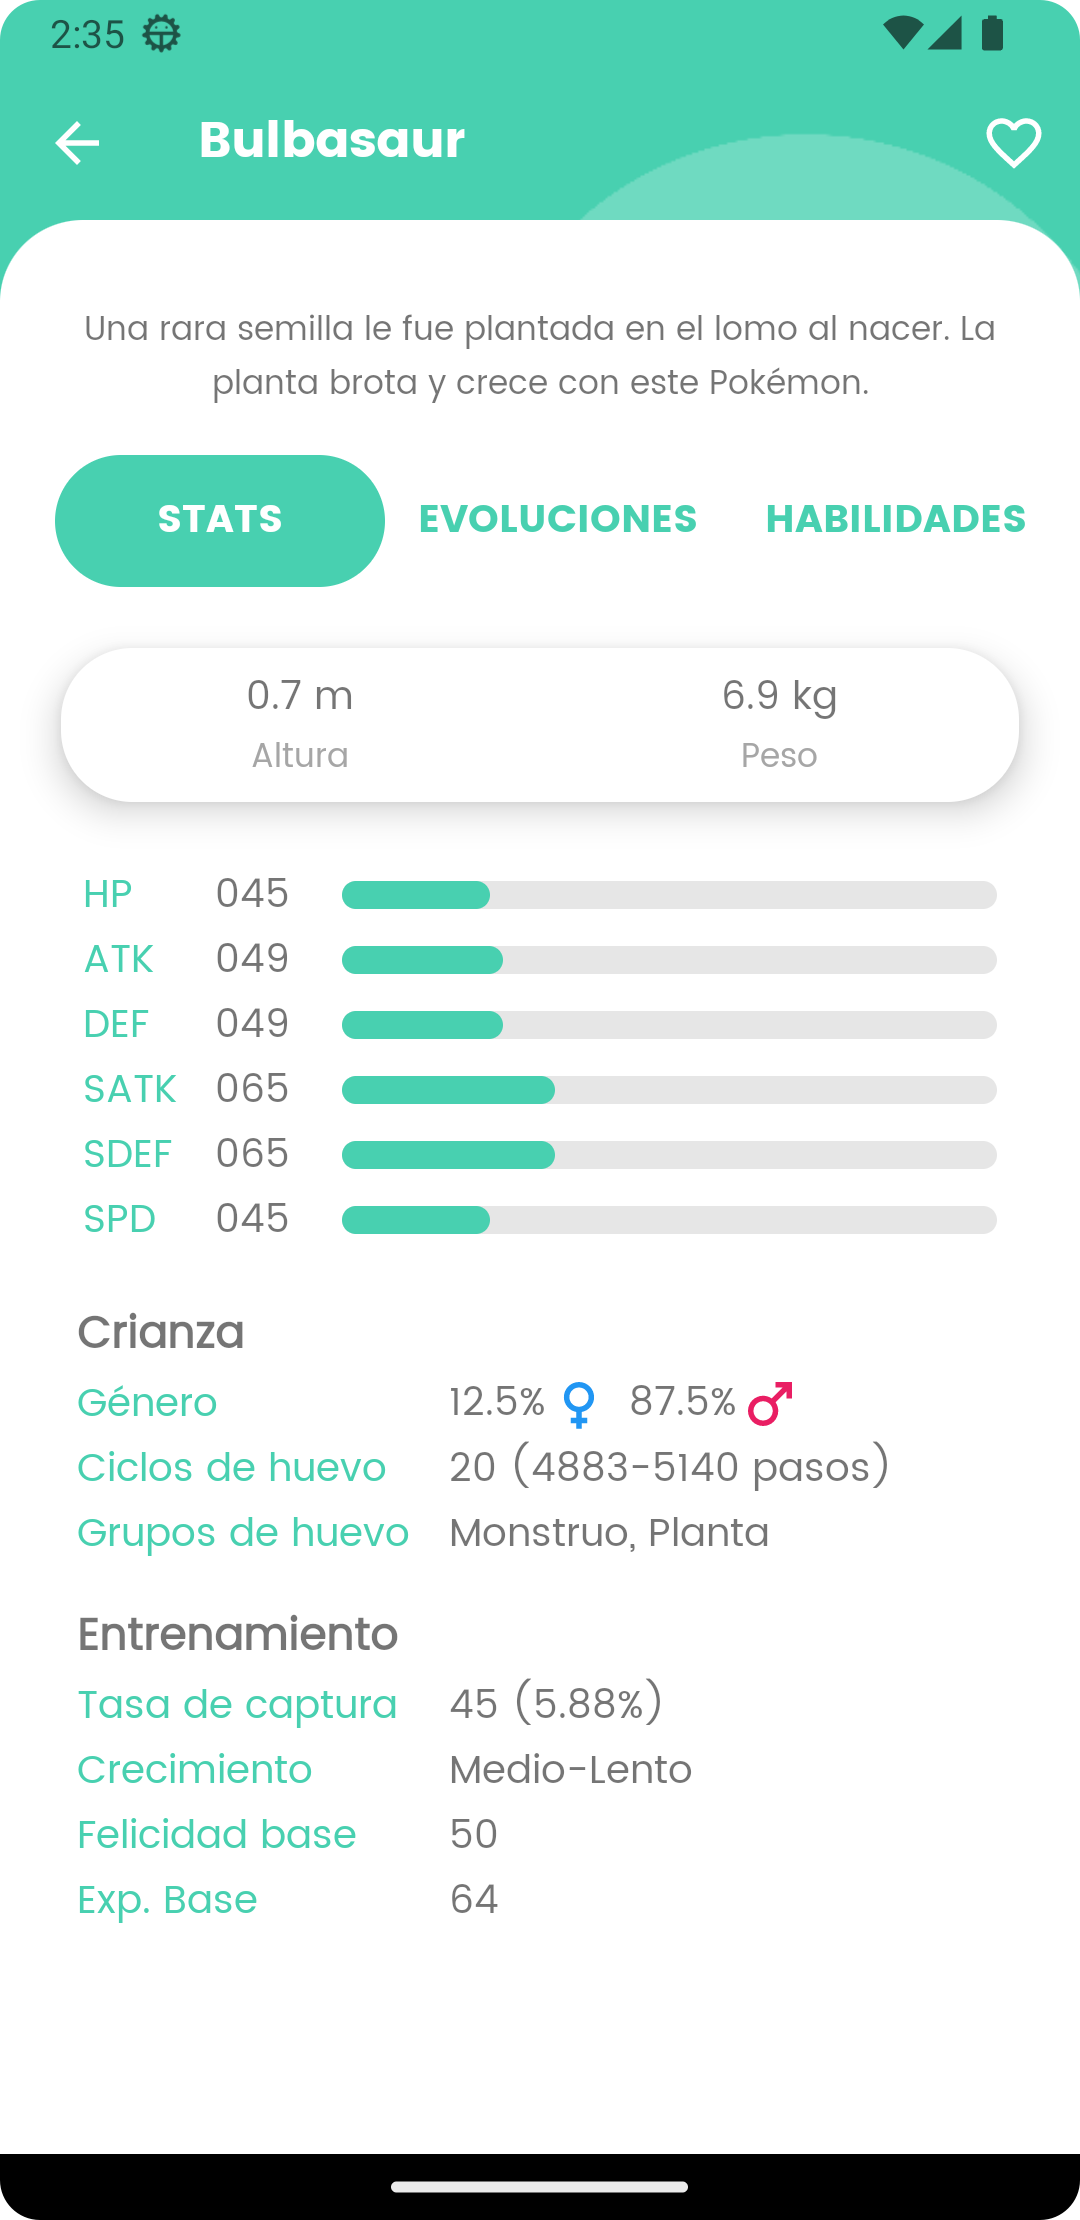 2:35
Bulbasaur
Una rara semilla le fue plantada en el lomo al nacer. La
planta brota y crece con este Pokémon.
STATS EVOLUCIONES HABILIDADES
0.7 m 6.9 kg
Altura Peso
HP 045
ATK 049
DEF 049
SATK 065
SDEF 065
SPD 045
Crianza
Género 12.5% 87.5%
Ciclos de huevo 20 (4883-5140 pasos)
Grupos de huevo Monstruo, Planta
Entrenamiento
Tasa de captura 45 (5.88%)
Crecimiento Medio-Lento
Felicidad base 50
Exp. Base 64